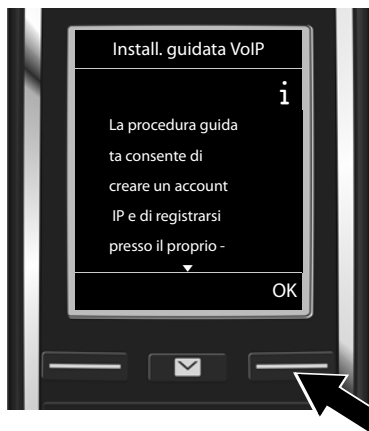 Install. guidata VoIP
i
La procedura guida
ta consente di
creare un account
IP e di registrarsi
presso il proprio -
OK